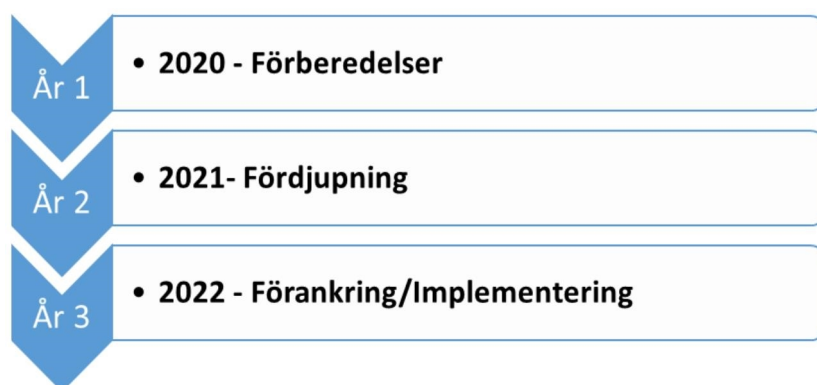 År 1
• 2020 - Förberedelser
År 2
• 2021- Fördjupning
År 3
• 2022 - Förankring/Implementering